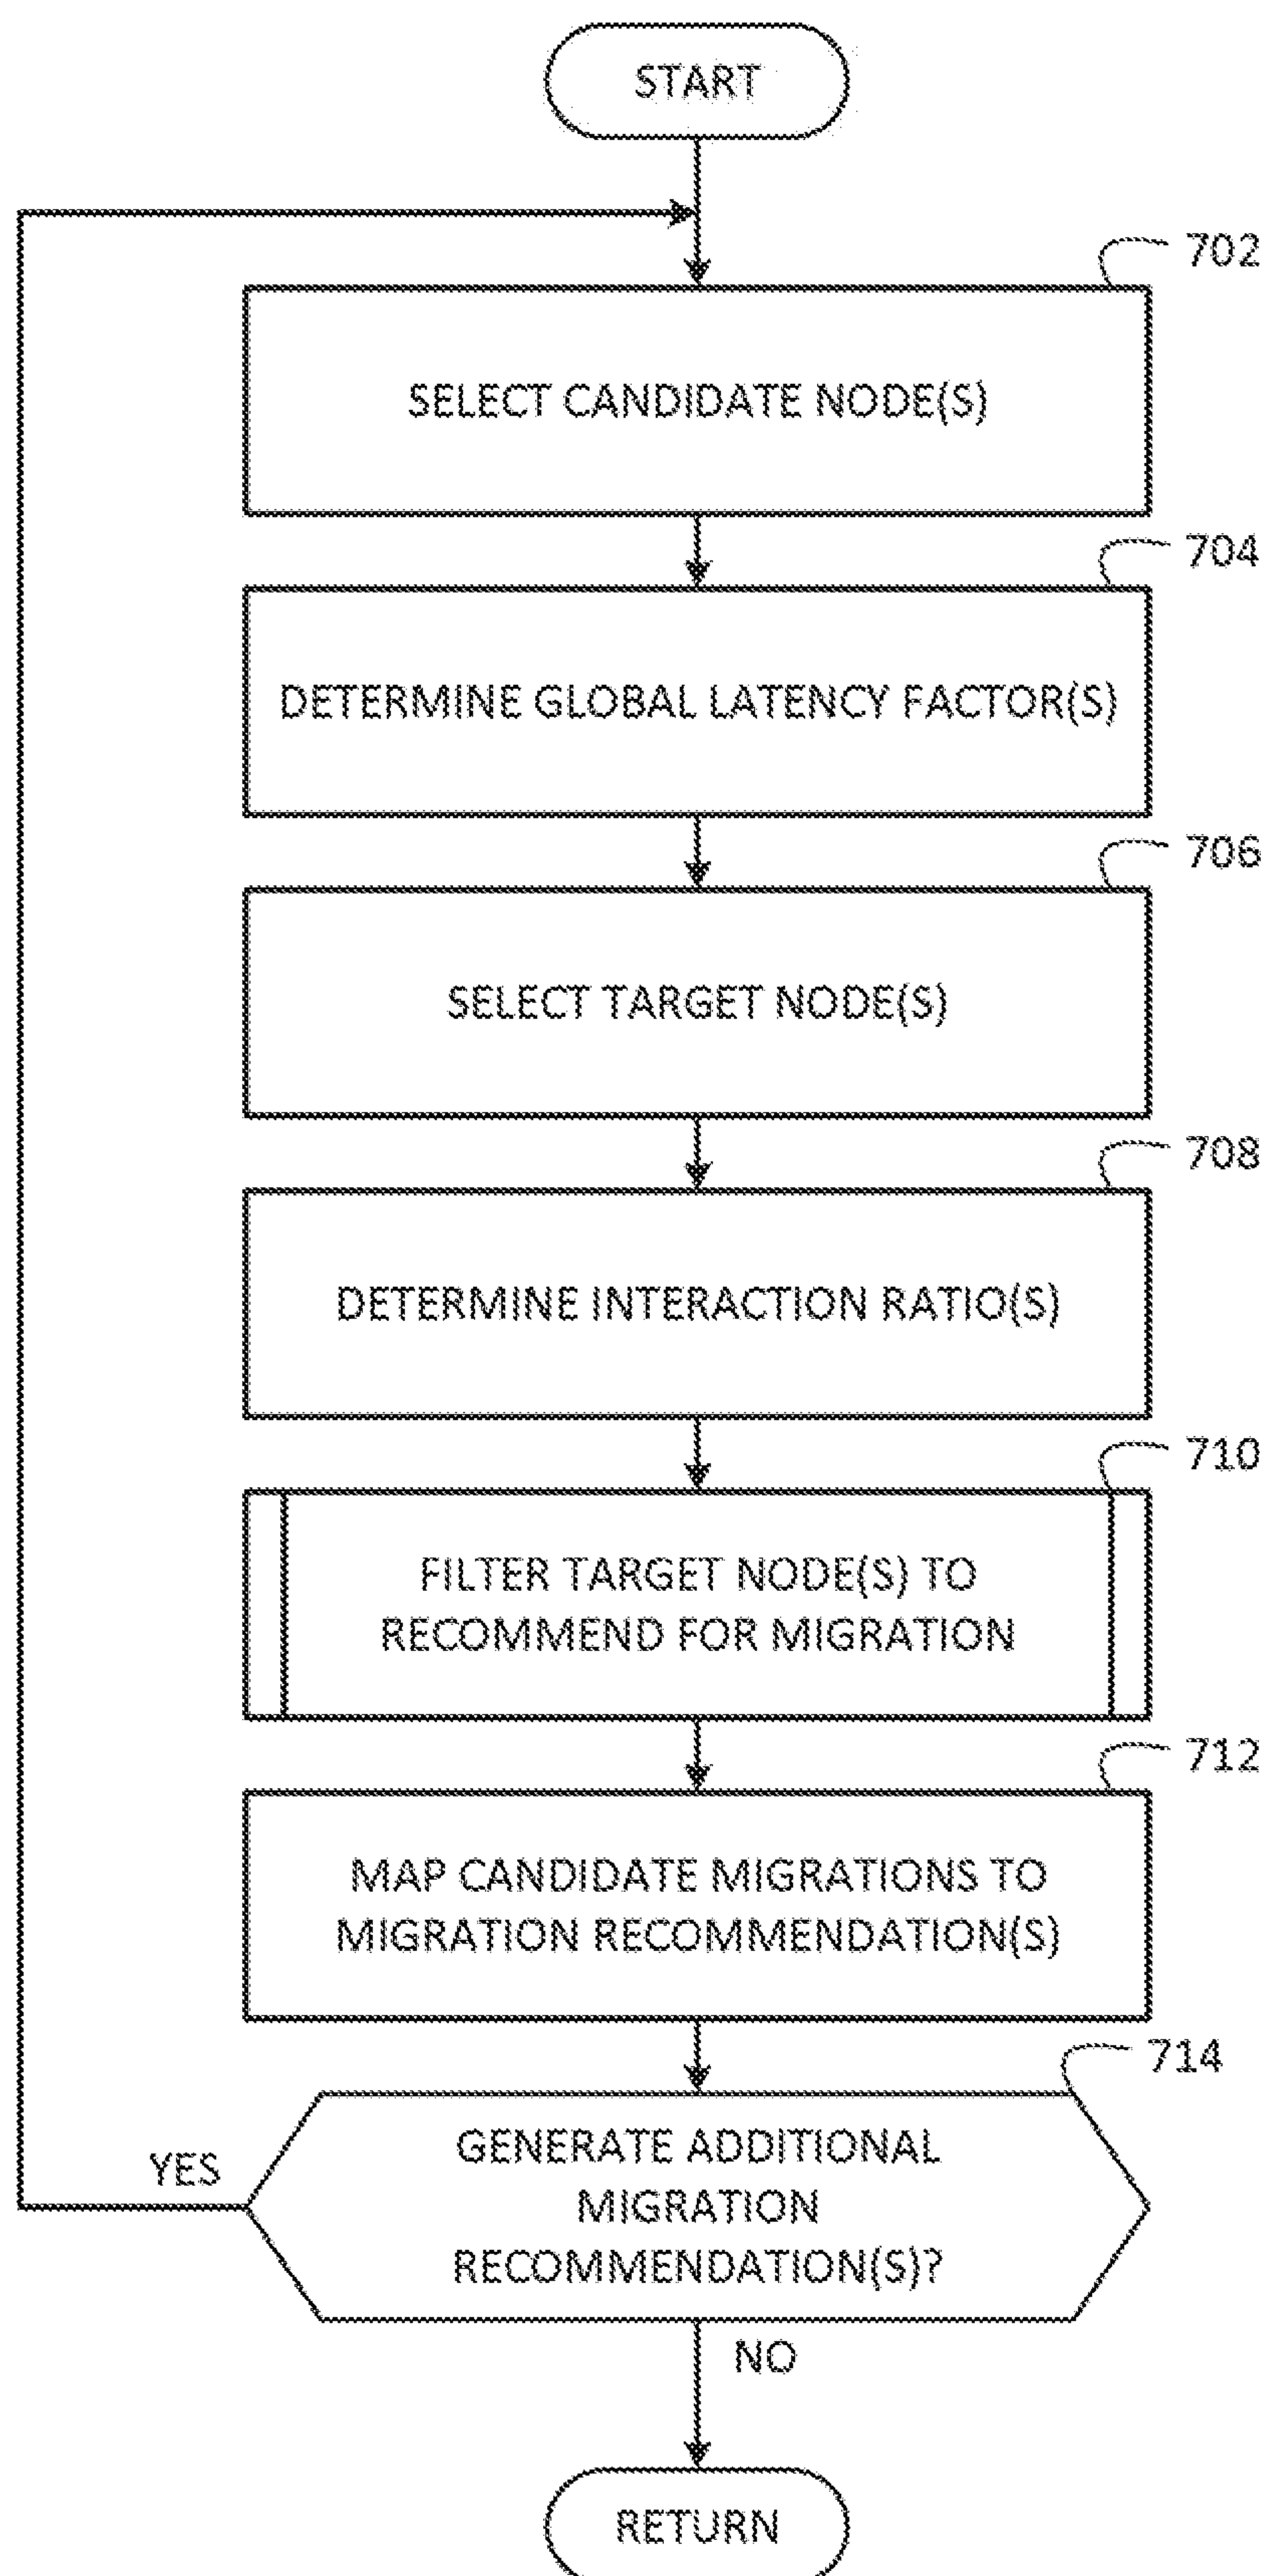 START
702
SELECT CANDIDATE NODE(S)
704
DETERMINE GLOBAL LATENCY FACTOR(S)
706
SELECT TARGET NODE(S)
708
DETERMINE INTERACTION RATIO(S)
710
FILTER TARGET NODE(S) TO
RECOMMEND FOR MIGRATION
712
MAP CANDIDATE MIGRATIONS TO
MIGRATION RECOMMENDATION(S)
714
GENERATE ADDITIONAL
MIGRATION
RECOMMENDATION(S)?
YES
NO
RETURN